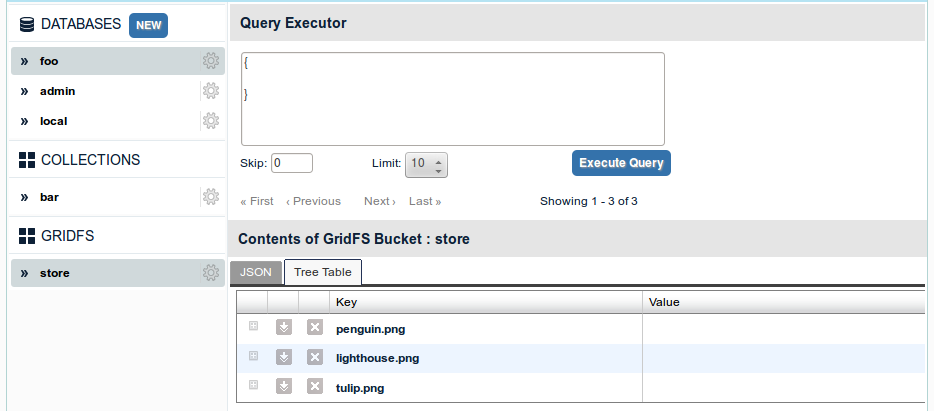 DATABASES NEW
» foo
» admin
» local
COLLECTIONS
» bar
GRIDFS
» store
Query Executor
{
}
Skip: 0 Limit: 10 Execute Query
« First ‹ Previous Next › Last » Showing 1 - 3 of 3
Contents of GridFS Bucket : store
JSON Tree Table
Key Value
penguin.png
lighthouse.png
tulip.png